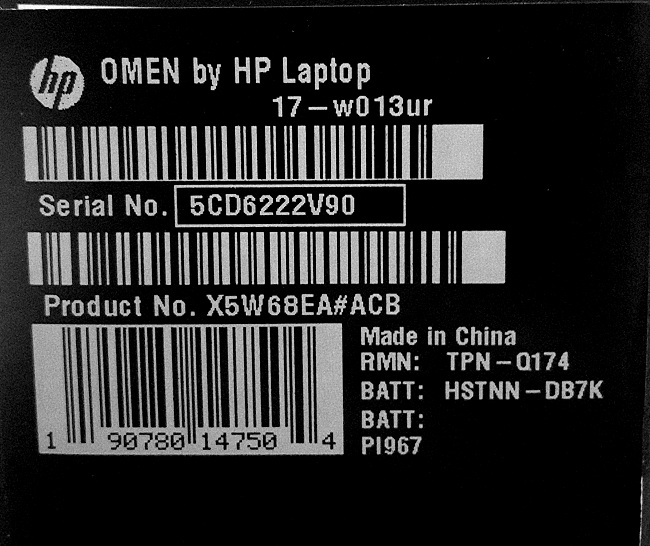 hp OMEN by HP Laptop
17-w013ur
Serial No. 5CD6222V90
Product No. X5W68EA#ACB
1 90780 14750 4
Made in China
RMN: TPN-Q174
BATT: HSTNN-DB7K
BATT:
PI967